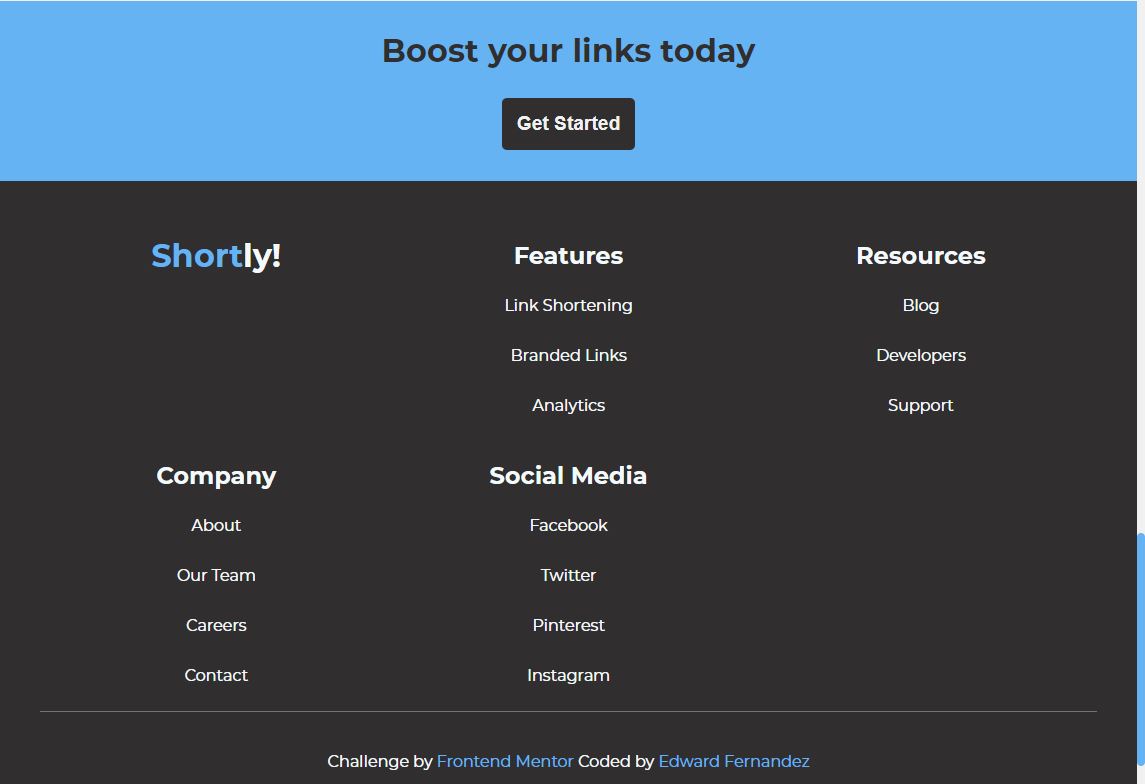 Boost your links today
Get Started
Shortly!
Features
Link Shortening
Branded Links
Analytics
Resources
Blog
Developers
Support
Company
About
Our Team
Careers
Contact
Social Media
Facebook
Twitter
Pinterest
Instagram
Challenge by Frontend Mentor Coded by Edward Fernandez